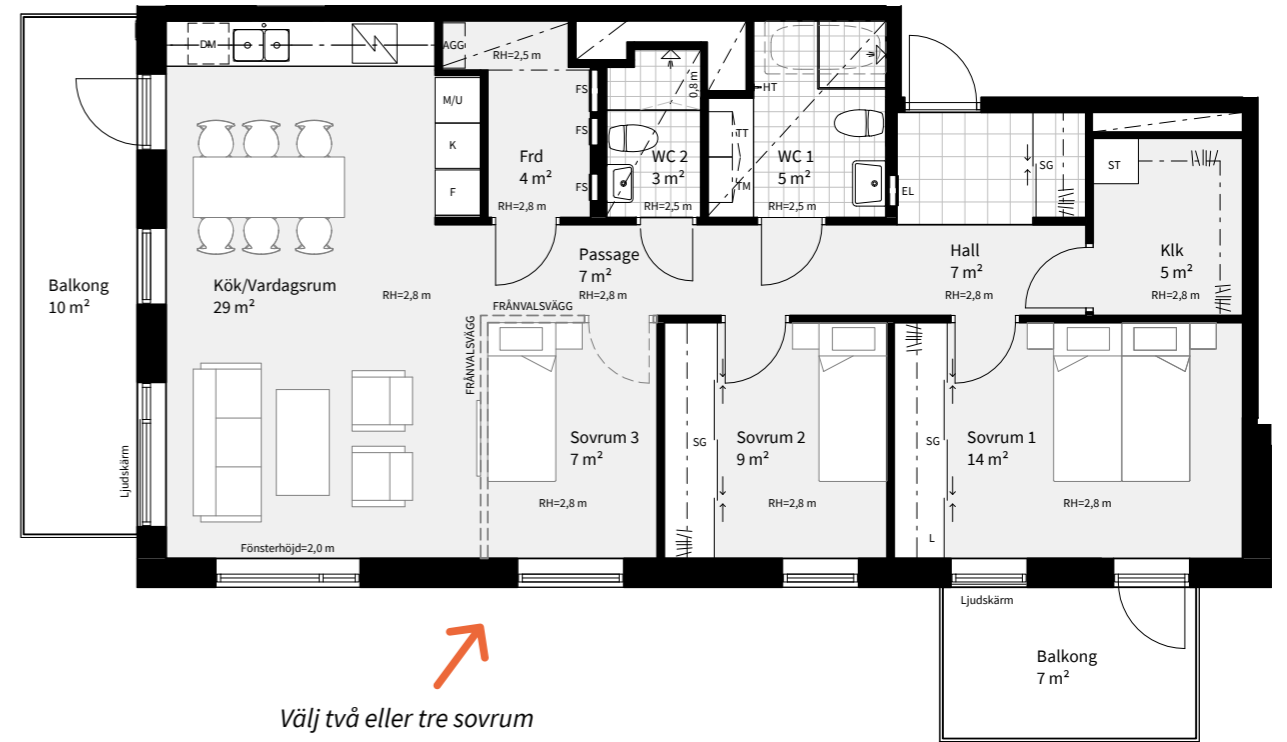 DM
AGG
RH=2,5 m
M/U
K
F
FS
FS
FS
Frd
4 m²
RH=2,8 m
0,8 m
WC 2
3 m²
RH=2,5 m
HT
TT
TM
WC 1
5 m²
RH=2,5 m
EL
SG
ST
Klk
5 m²
RH=2,8 m
Hall
7 m²
RH=2,8 m
Passage
7 m²
RH=2,8 m
Balkong
10 m²
Kök/Vardagsrum
29 m²
RH=2,8 m
FRÅNVALSVÄGG
FRÅNVALSVÄGG
Ljudskärm
Fönsterhöjd=2,0 m
Sovrum 3
7 m²
RH=2,8 m
SG
Sovrum 2
9 m²
RH=2,8 m
SG
L
Sovrum 1
14 m²
RH=2,8 m
Ljudskärm
Balkong
7 m²
Välj två eller tre sovrum